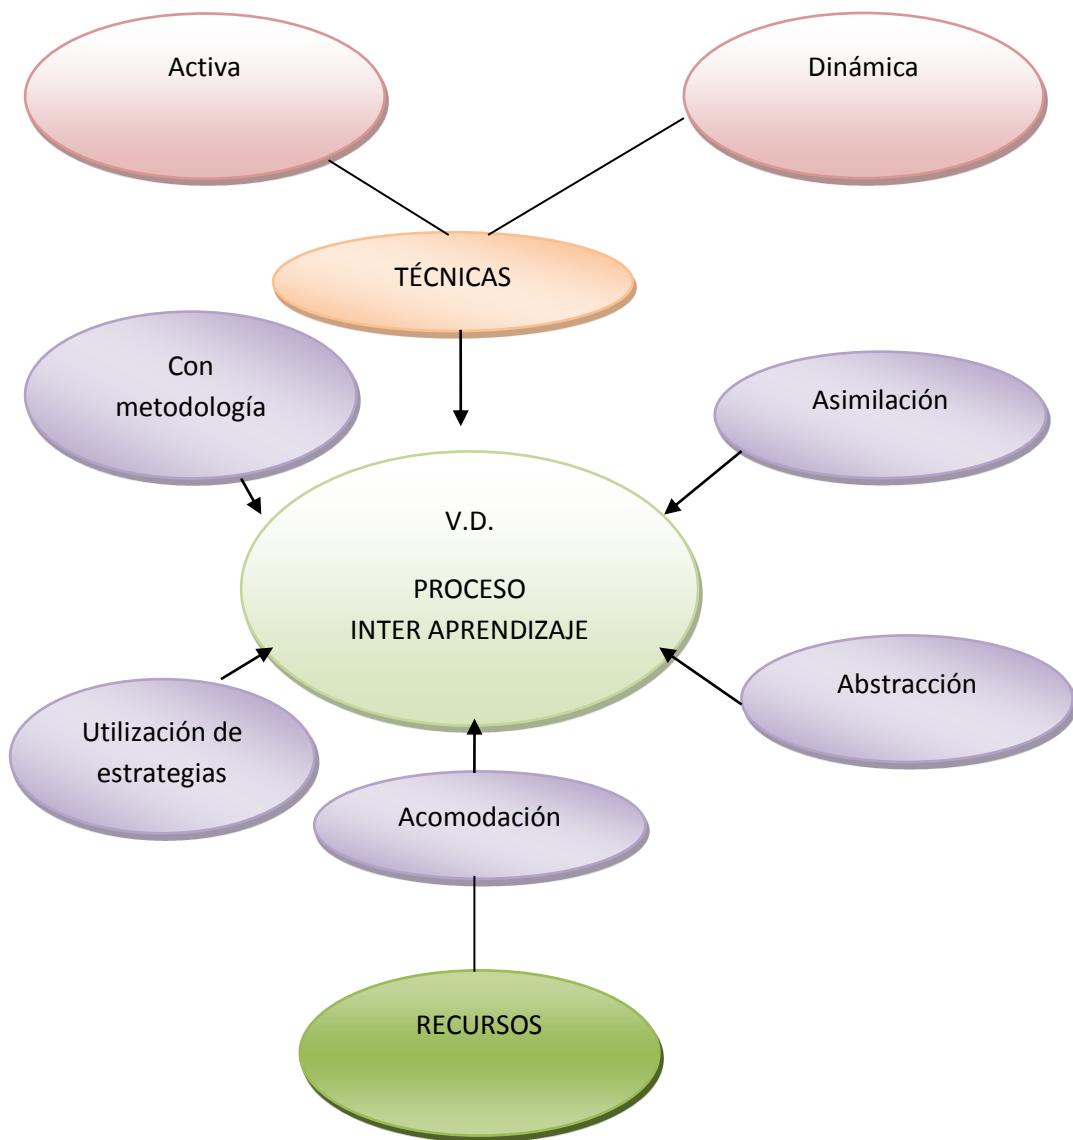 Activa
Dinámica
TÉCNICAS
Con
metodología
Asimilación
V.D.
PROCESO
INTER APRENDIZAJE
Abstracción
Utilización de
estrategias
Acomodación
RECURSOS